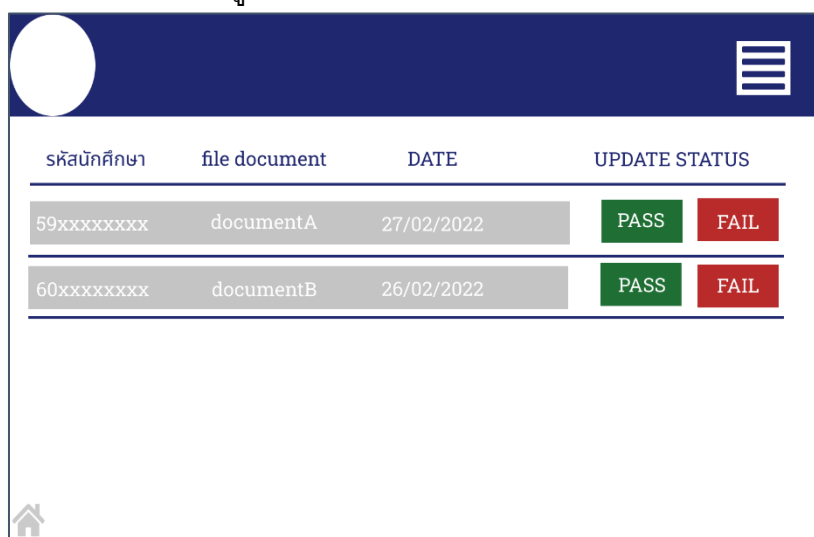 รหัสนักศึกษา file document DATE UPDATE STATUS
59xxxxxxxx documentA 27/02/2022 PASS FAIL
60xxxxxxxx documentB 26/02/2022 PASS FAIL